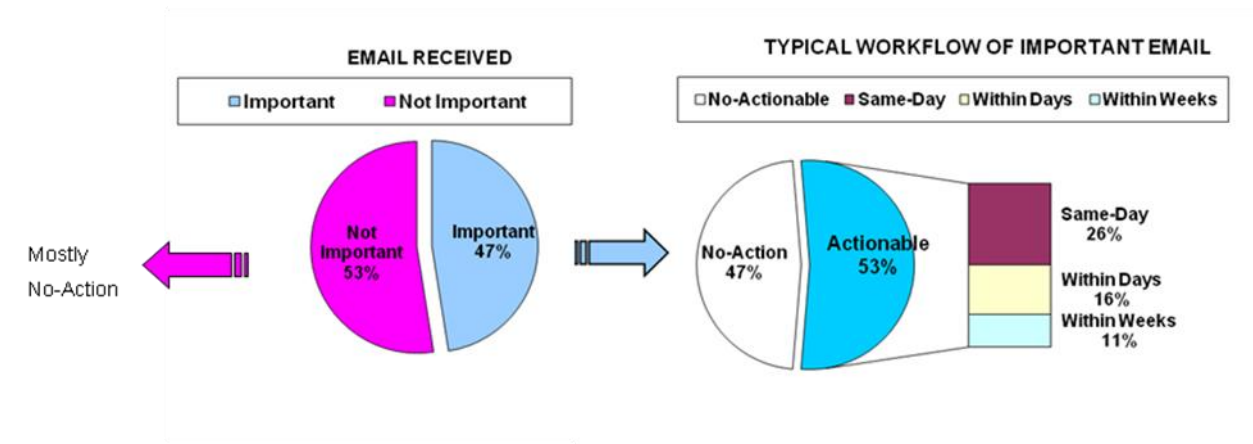 EMAIL RECEIVED
Important Not Important
Not
Important
53%
Important
47%
Mostly
No-Action
TYPICAL WORKFLOW OF IMPORTANT EMAIL
No-Actionable Same-Day Within Days Within Weeks
No-Action
47%
Actionable
53%
Same-Day
26%
Within Days
16%
Within Weeks
11%